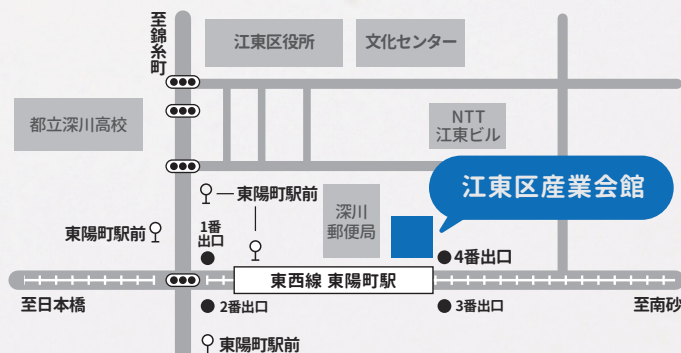 至錦糸町
江東区役所
文化センター
都立深川高校
NTT
江東ビル
江東区産業会館
東陽町駅前
深川
郵便局
東陽町駅前
1番
出口
4番出口
東西線 東陽町駅
至日本橋
2番出口
3番出口
至南砂
東陽町駅前